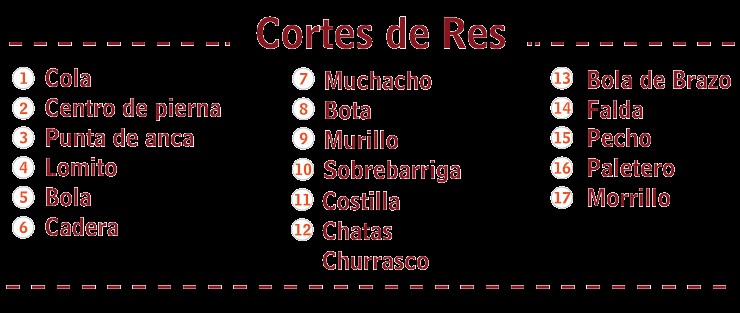 Cortes de Res
1 Cola
2 Centro de pierna
3 Punta de anca
4 Lomito
5 Bola
6 Cadera
7 Muchacho
8 Bota
9 Murillo
10 Sobrebarriga
11 Costilla
12 Chatas
Churrasco
13 Bola de Brazo
14 Falda
15 Pecho
16 Paletero
17 Morrillo